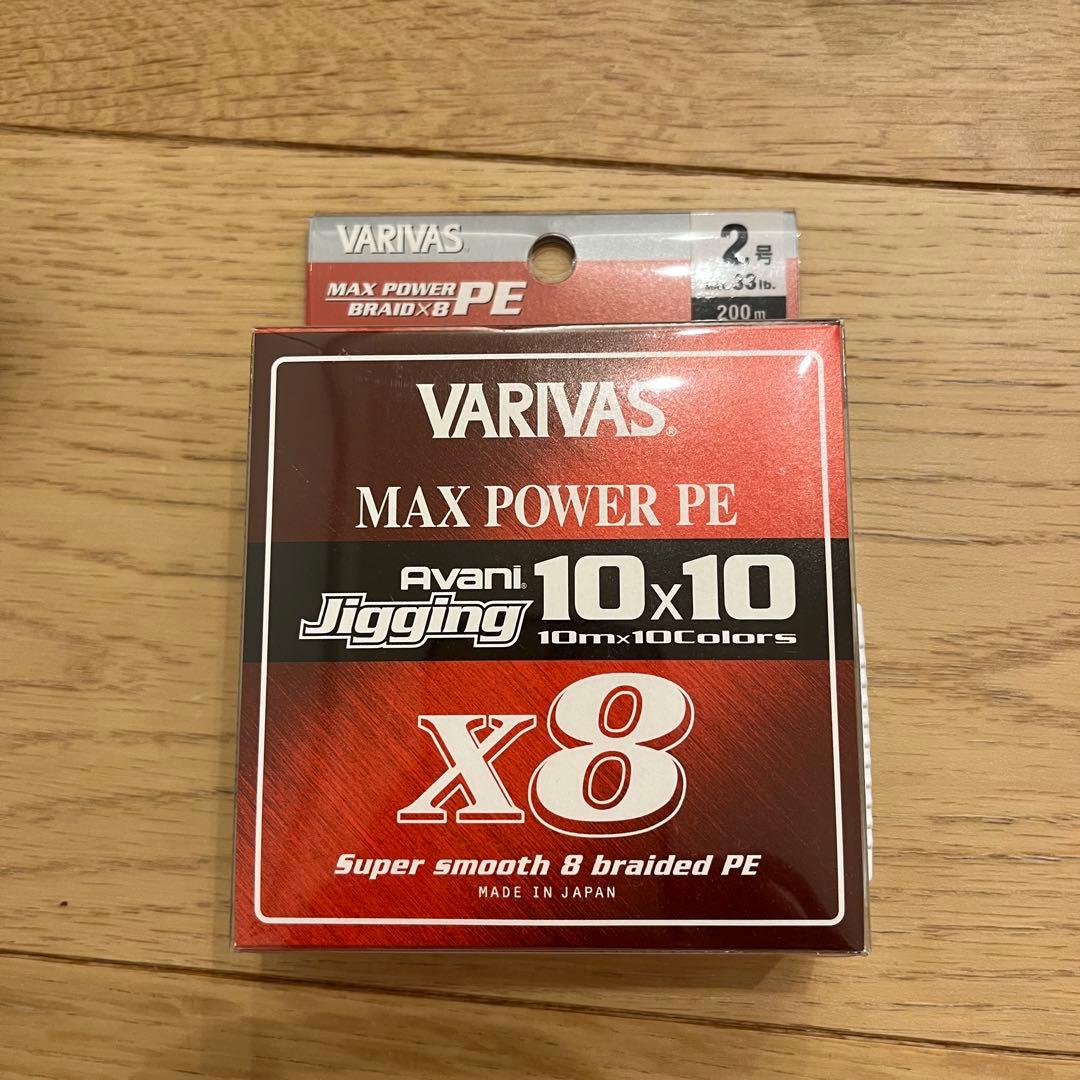 VARIVAS
MAX POWER
BRAID×8 PE
2号
MAX 33lb.
200m
VARIVAS®
MAX POWER PE
Avani®
Jigging 10x10
10m×10Colors
x8
Super smooth 8 braided PE
MADE IN JAPAN